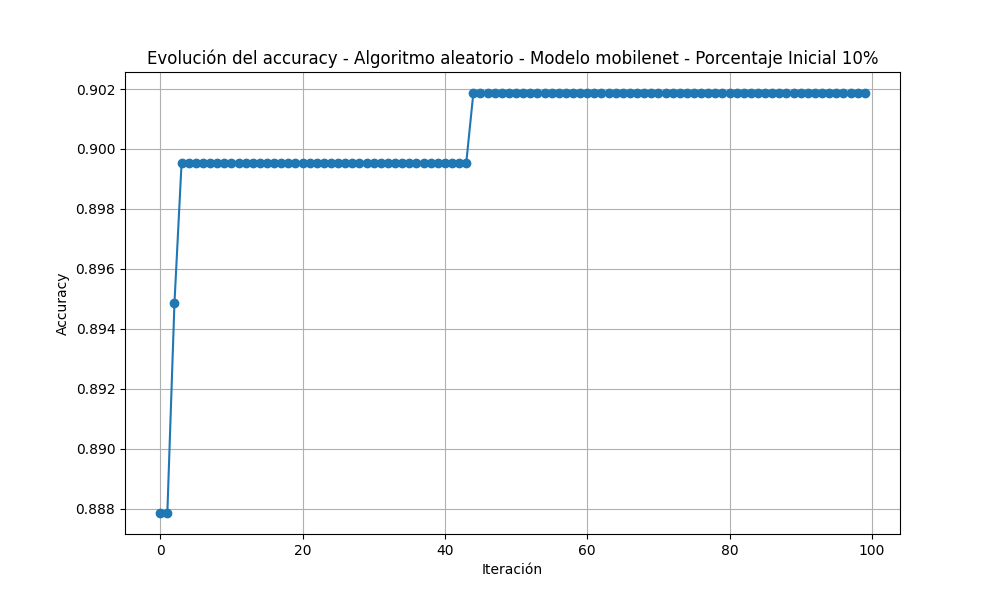 Evolución del accuracy - Algoritmo aleatorio - Modelo mobilenet - Porcentaje Inicial 10%
0.902
0.900
0.898
0.896
0.894
0.892
0.890
0.888
Accuracy
0 20 40 60 80 100
Iteración